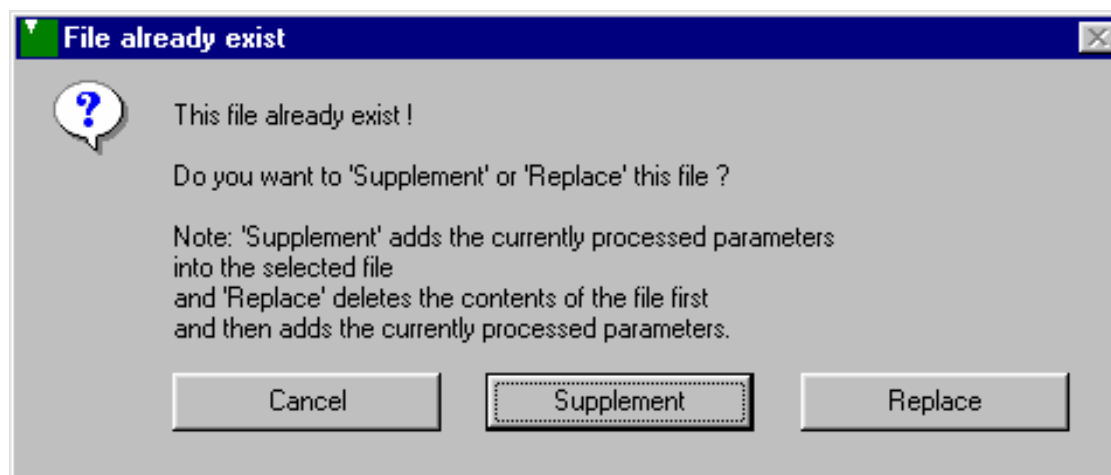 File already exist
This file already exist !
Do you want to 'Supplement' or 'Replace' this file ?
Note: 'Supplement' adds the currently processed parameters
into the selected file
and 'Replace' deletes the contents of the file first
and then adds the currently processed parameters.
Cancel Supplement Replace